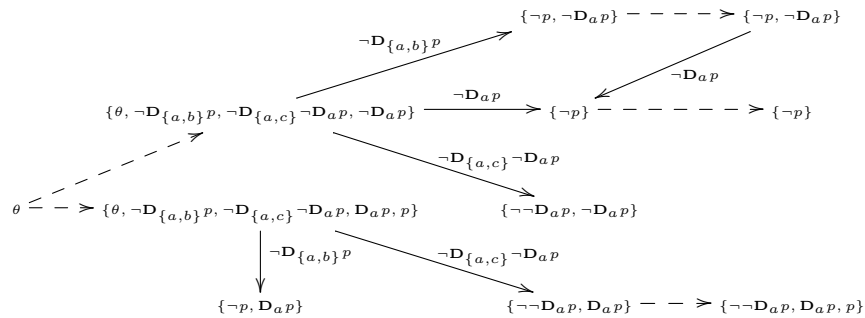 {¬p, ¬D_a p} {¬p, ¬D_a p}
¬D_{a,b} p
¬D_a p
{θ, ¬D_{a,b} p, ¬D_{a,c} ¬D_a p, ¬D_a p} ¬D_a p {¬p} {¬p}
¬D_{a,c} ¬D_a p
θ {θ, ¬D_{a,b} p, ¬D_{a,c} ¬D_a p, D_a p, p} {¬¬D_a p, ¬D_a p}
¬D_{a,b} p ¬D_{a,c} ¬D_a p
{¬p, D_a p} {¬¬D_a p, D_a p} {¬¬D_a p, D_a p, p}